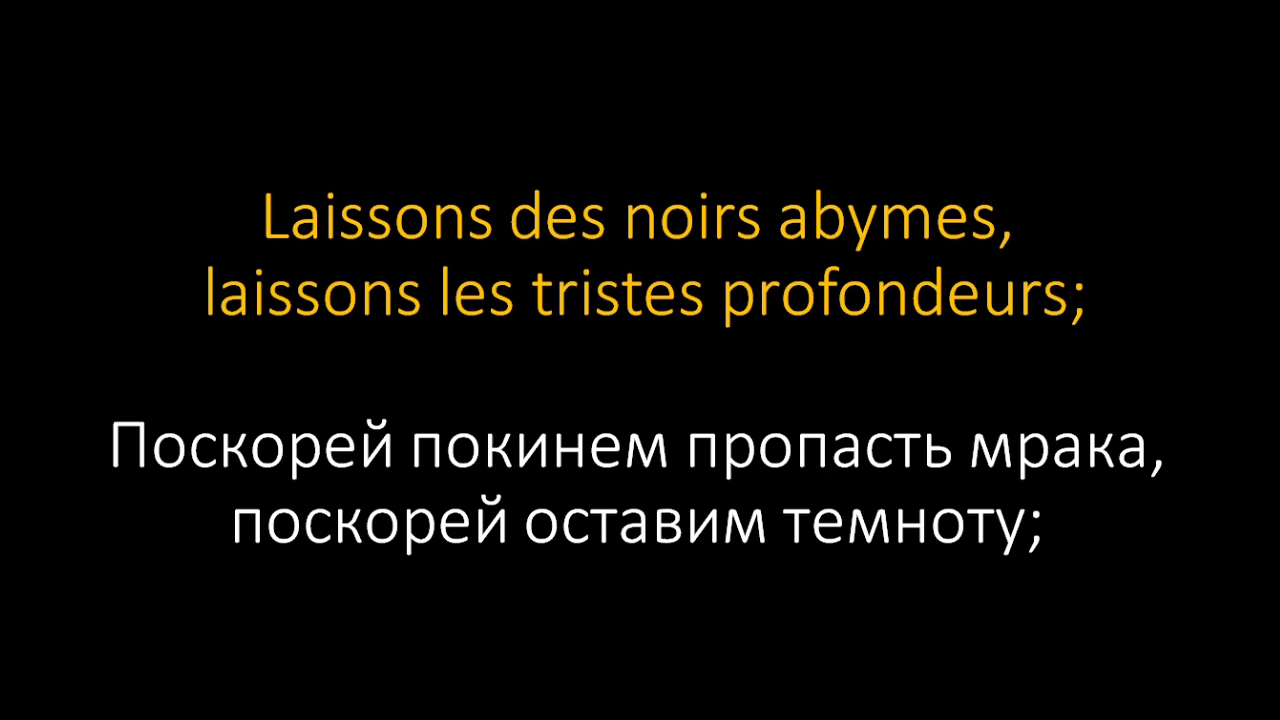 Laissons des noirs abymes,
laissons les tristes profondeurs;
Поскорей покинем пропасть мрака,
поскорей оставим темноту;